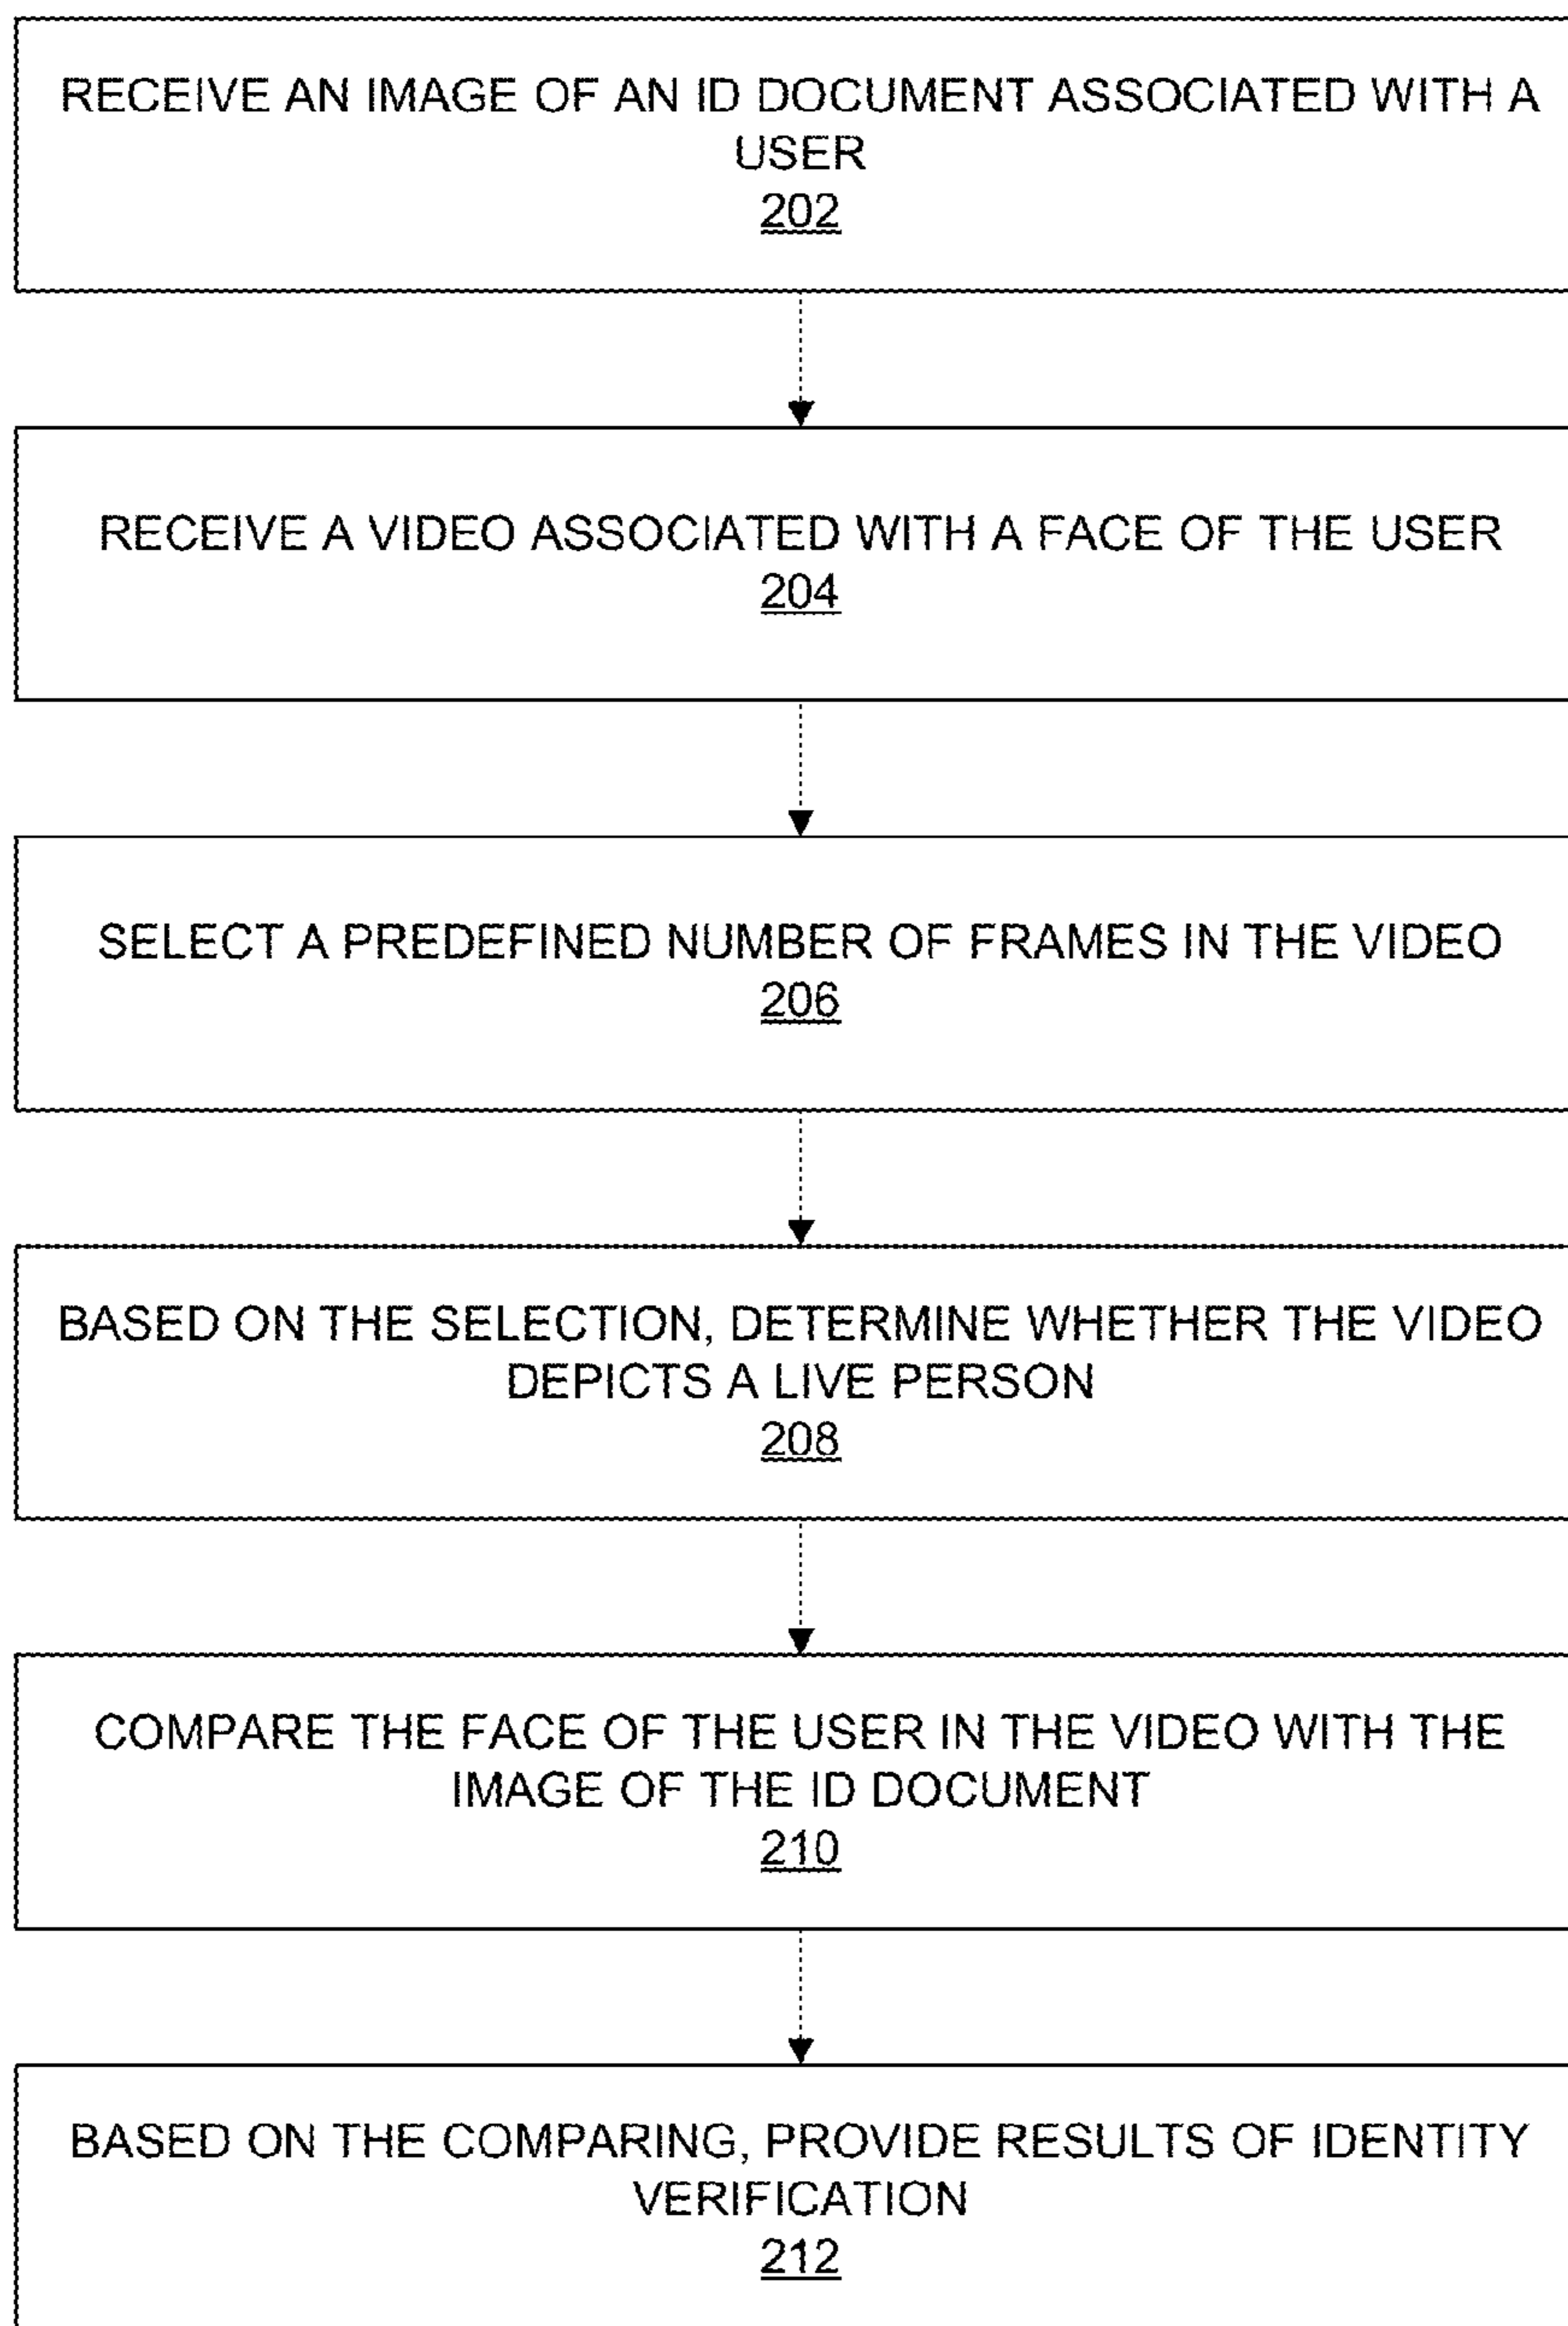 RECEIVE AN IMAGE OF AN ID DOCUMENT ASSOCIATED WITH A
USER
202
RECEIVE A VIDEO ASSOCIATED WITH A FACE OF THE USER
204
SELECT A PREDEFINED NUMBER OF FRAMES IN THE VIDEO
206
BASED ON THE SELECTION, DETERMINE WHETHER THE VIDEO
DEPICTS A LIVE PERSON
208
COMPARE THE FACE OF THE USER IN THE VIDEO WITH THE
IMAGE OF THE ID DOCUMENT
210
BASED ON THE COMPARING, PROVIDE RESULTS OF IDENTITY
VERIFICATION
212